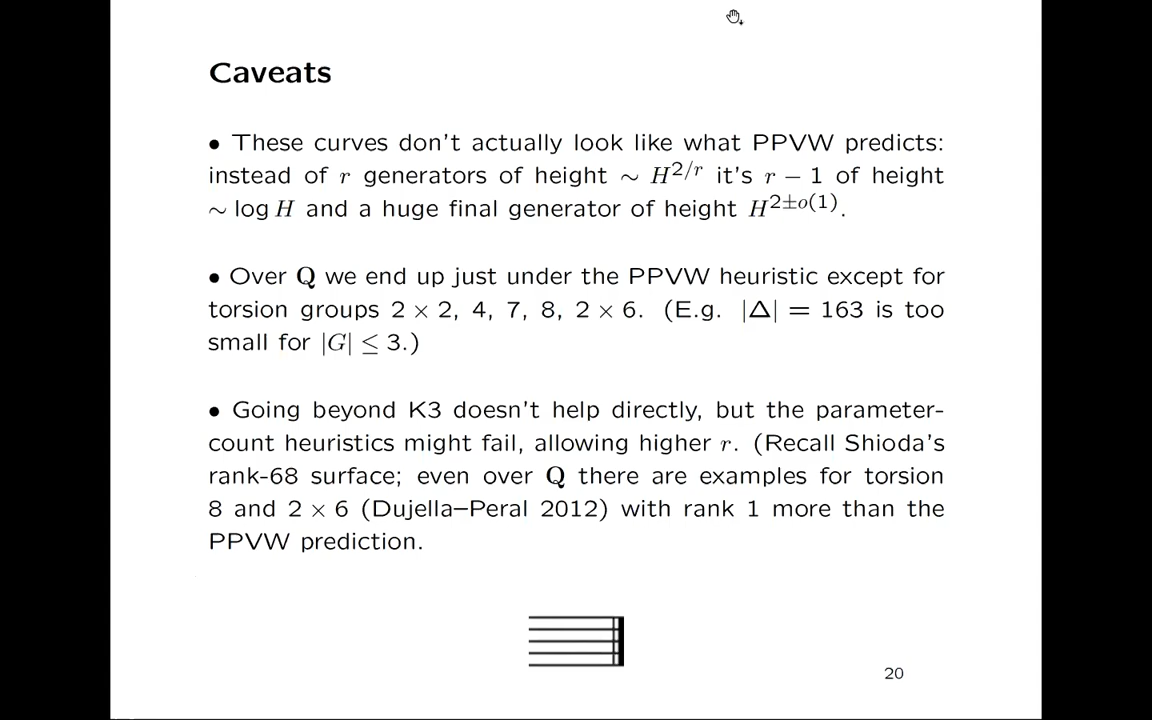 Caveats
• These curves don't actually look like what PPVW predicts:
instead of r generators of height ∼ H^{2/r} it's r − 1 of height
∼ log H and a huge final generator of height H^{2±o(1)}.
• Over Q we end up just under the PPVW heuristic except for
torsion groups 2 × 2, 4, 7, 8, 2 × 6. (E.g. |Δ| = 163 is too
small for |G| ≤ 3.)
• Going beyond K3 doesn't help directly, but the parameter-
count heuristics might fail, allowing higher r. (Recall Shioda's
rank-68 surface; even over Q there are examples for torsion
8 and 2 × 6 (Dujella–Peral 2012) with rank 1 more than the
PPVW prediction.
20